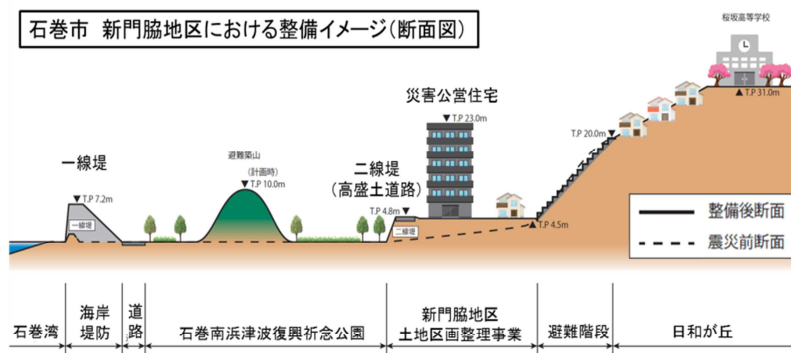 石巻市 新門脇地区における整備イメージ(断面図)
桜坂高等学校
▲T.P 31.0m
災害公営住宅
▼T.P 23.0m
T.P 20.0m▼
一線堤
▼T.P 7.2m
一線堤
避難築山
(計画時)
▼T.P 10.0m
二線堤
(高盛土道路)
T.P 4.8m▼
二線堤
▲T.P 4.5m
整備後断面
震災前断面
石巻湾
海岸
堤防
道
路
石巻南浜津波復興祈念公園
新門脇地区
土地区画整理事業
避難階段
日和が丘